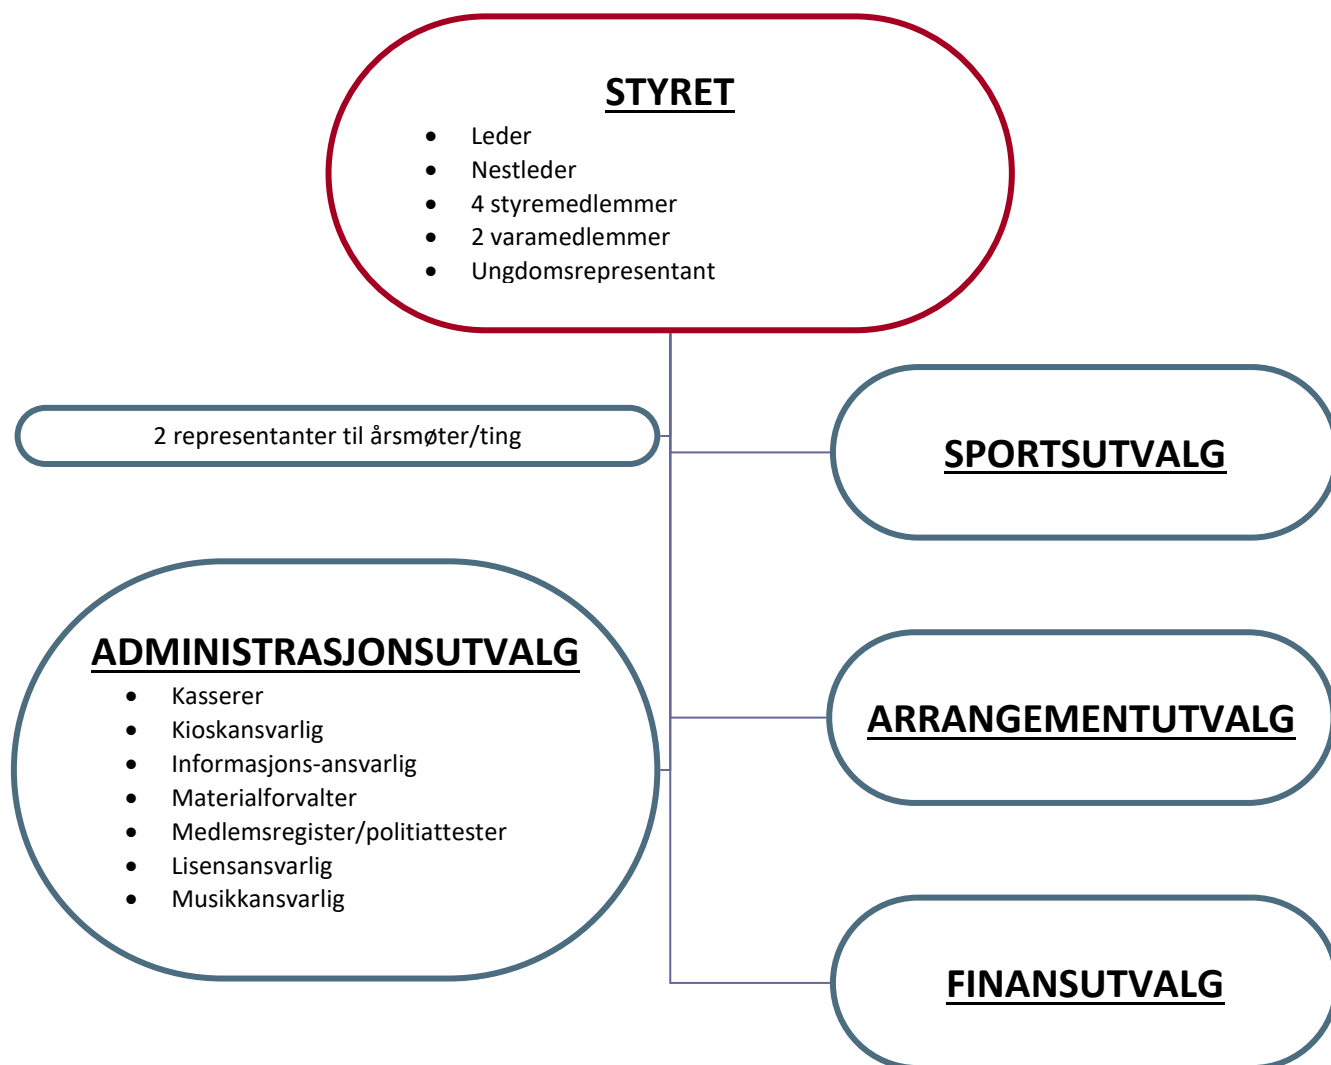 STYRET
• Leder
• Nestleder
• 4 styremedlemmer
• 2 varamedlemmer
• Ungdomsrepresentant
2 representanter til årsmøter/ting
SPORTSUTVALG
ADMINISTRASJONSUTVALG
• Kasserer
• Kioskansvarlig
• Informasjons-ansvarlig
• Materialforvalter
• Medlemsregister/politiattester
• Lisensansvarlig
• Musikkansvarlig
ARRANGEMENTUTVALG
FINANSUTVALG